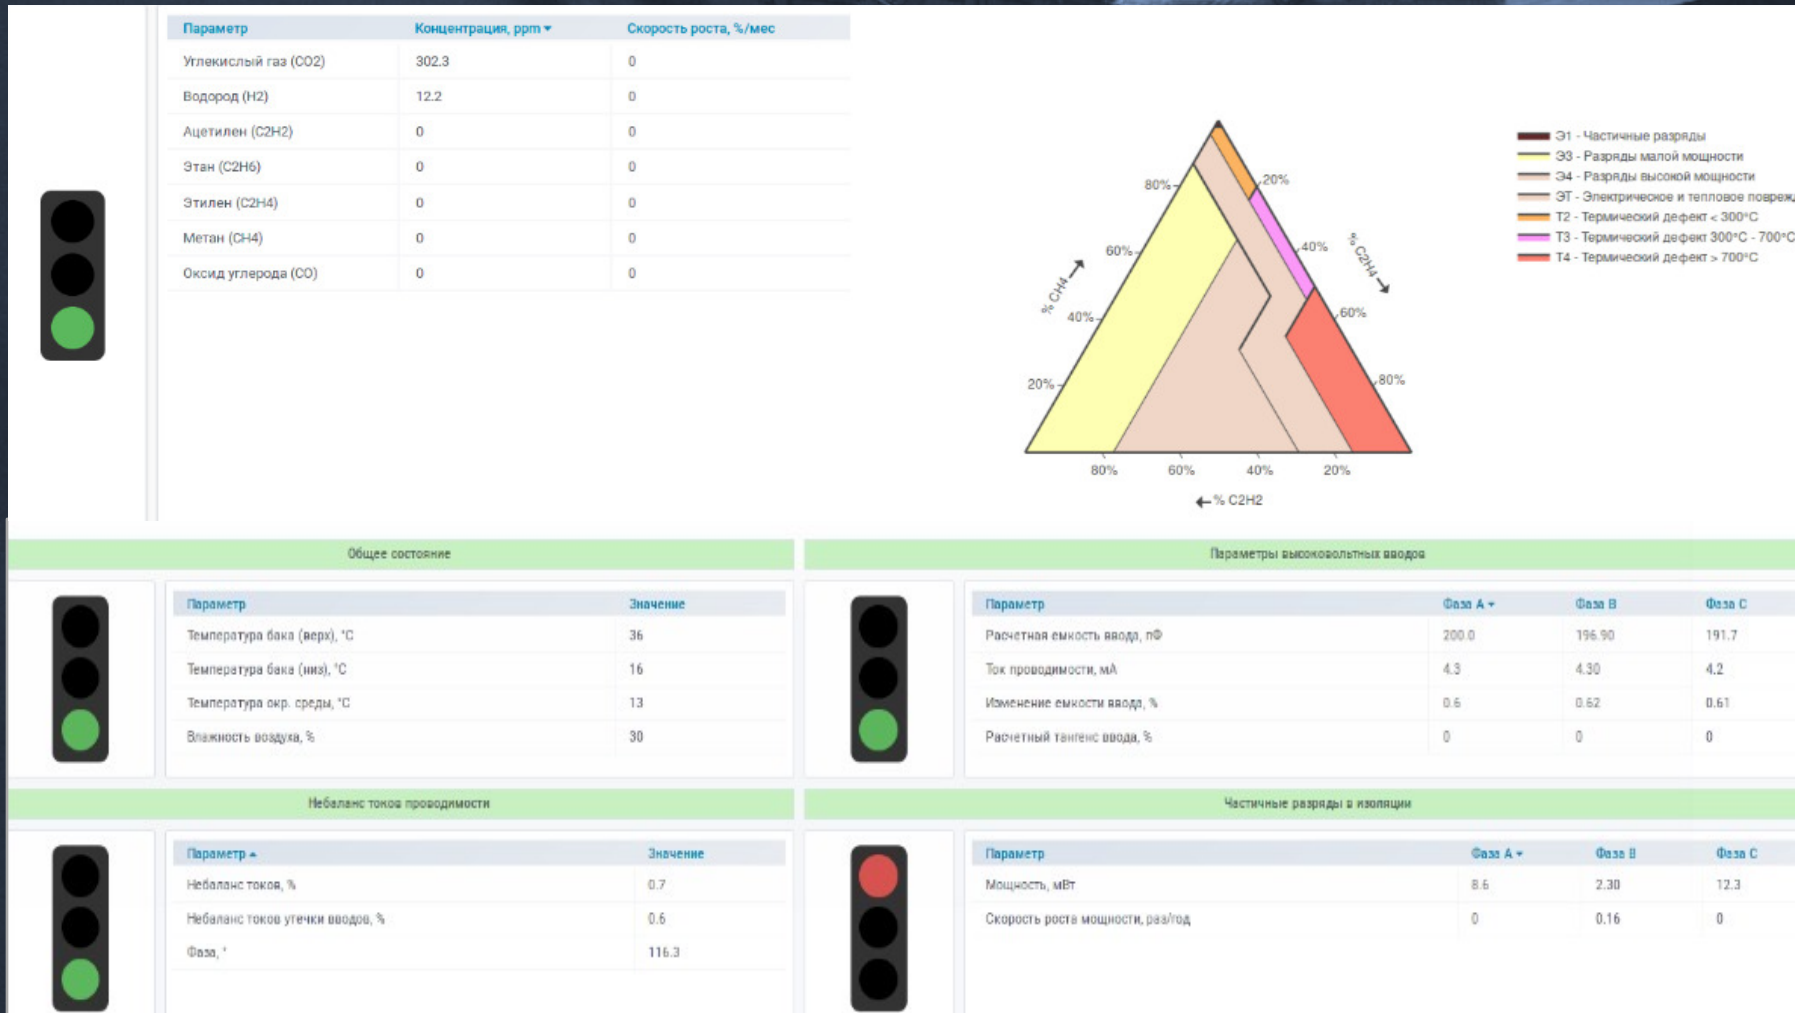 Параметр Концентрация, ppm Скорость роста, %/мес
Углекислый газ (CO2) 302.3 0
Водород (H2) 12.2 0
Ацетилен (C2H2) 0 0
Этан (C2H6) 0 0
Этилен (C2H4) 0 0
Метан (CH4) 0 0
Оксид углерода (CO) 0 0
80% 20%
60% 40%
% CH4 % C2H4
40% 60%
20% 80%
80% 60% 40% 20%
% C2H2
Э1 - Частичные разряды
Э3 - Разряды малой мощности
Э4 - Разряды высокой мощности
ЭТ - Электрическое и тепловое поврежд
T2 - Термический дефект < 300°C
T3 - Термический дефект 300°C - 700°C
T4 - Термический дефект > 700°C
Общее состояние
Параметр Значение
Температура бака (верх), °C 36
Температура бака (низ), °C 16
Температура окр. среды, °C 13
Влажность воздуха, % 30
Параметры высоковольтных вводов
Параметр Фаза A Фаза B Фаза C
Расчетная емкость ввода, пФ 200.0 196.90 191.7
Ток проводимости, мА 4.3 4.30 4.2
Изменение емкости ввода, % 0.6 0.62 0.61
Расчетный тангенс ввода, % 0 0 0
Небаланс токов проводимости
Параметр Значение
Небаланс токов, % 0.7
Небаланс токов утечки вводов, % 0.6
Фаза, ° 116.3
Частичные разряды в изоляции
Параметр Фаза A Фаза B Фаза C
Мощность, мВт 8.6 2.30 12.3
Скорость роста мощности, раз/год 0 0.16 0